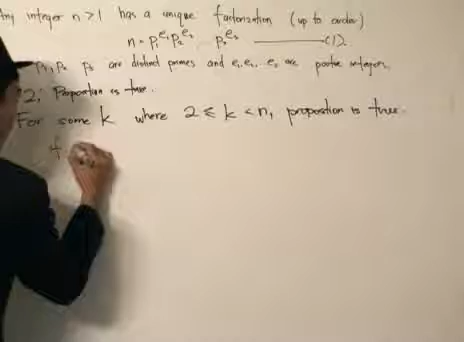 ny integer n>1 has a unique factorization (up to order)
n = p₁^e₁ p₂^e₂ ... pₛ^eₛ ——— (1).
p₁, p₂ pₛ are distinct primes and e₁, e₂, eₛ are positive integers.
2, Proposition is true.
For some k where 2 ≤ k < n, proposition is true.
f